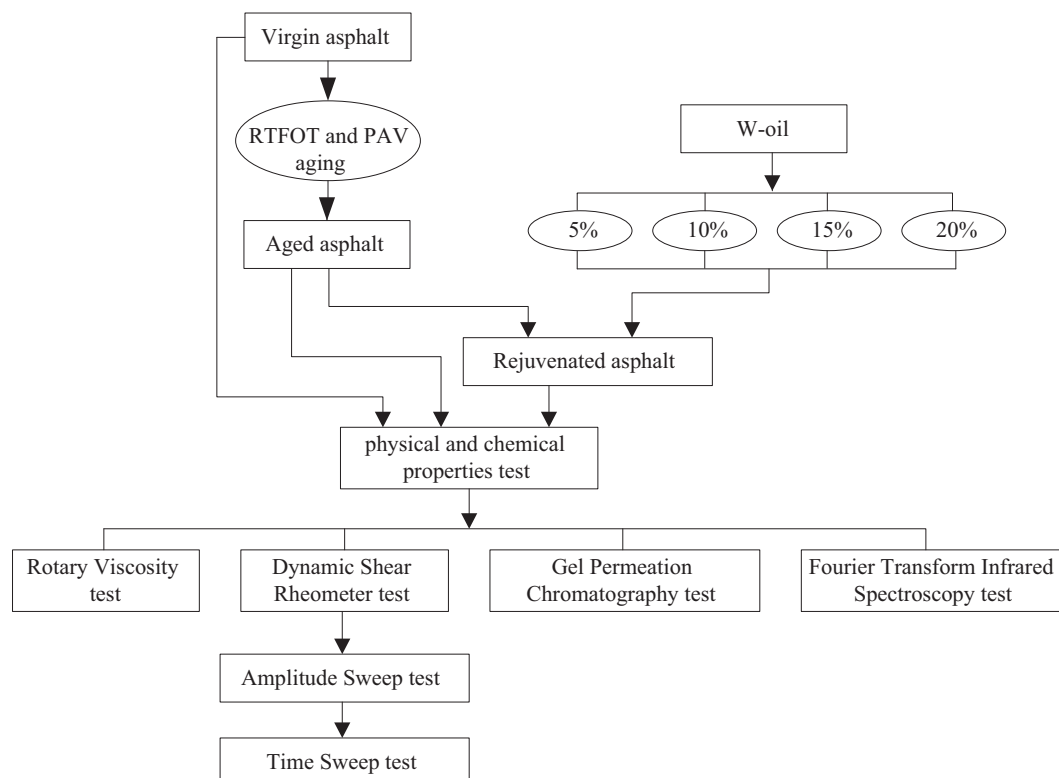 Virgin asphalt
RTFOT and PAV
aging
W-oil
5%
10%
15%
20%
Aged asphalt
Rejuvenated asphalt
physical and chemical
properties test
Rotary Viscosity
test
Dynamic Shear
Rheometer test
Gel Permeation
Chromatography test
Fourier Transform Infrared
Spectroscopy test
Amplitude Sweep test
Time Sweep test